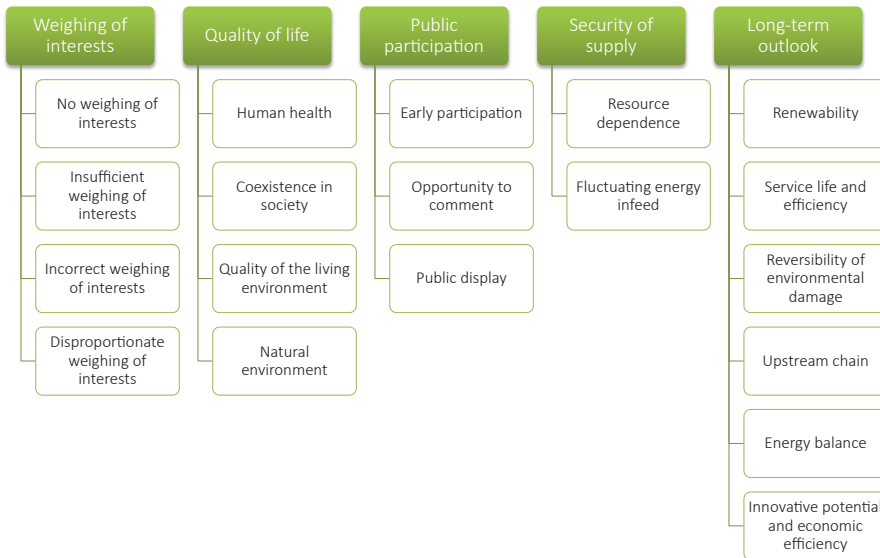 Weighing of
interests
No weighing of
interests
Insufficient
weighing of
interests
Incorrect weighing
of interests
Disproportionate
weighing of
interests
Quality of life
Human health
Coexistence in
society
Quality of the living
environment
Natural
environment
Public
participation
Early participation
Opportunity to
comment
Public display
Security of
supply
Resource
dependence
Fluctuating energy
infeed
Long-term
outlook
Renewability
Service life and
efficiency
Reversibility of
environmental
damage
Upstream chain
Energy balance
Innovative potential
and economic
efficiency